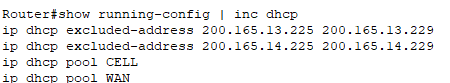 Router#show running-config | inc dhcp
ip dhcp excluded-address 200.165.13.225 200.165.13.229
ip dhcp excluded-address 200.165.14.225 200.165.14.229
ip dhcp pool CELL
ip dhcp pool WAN